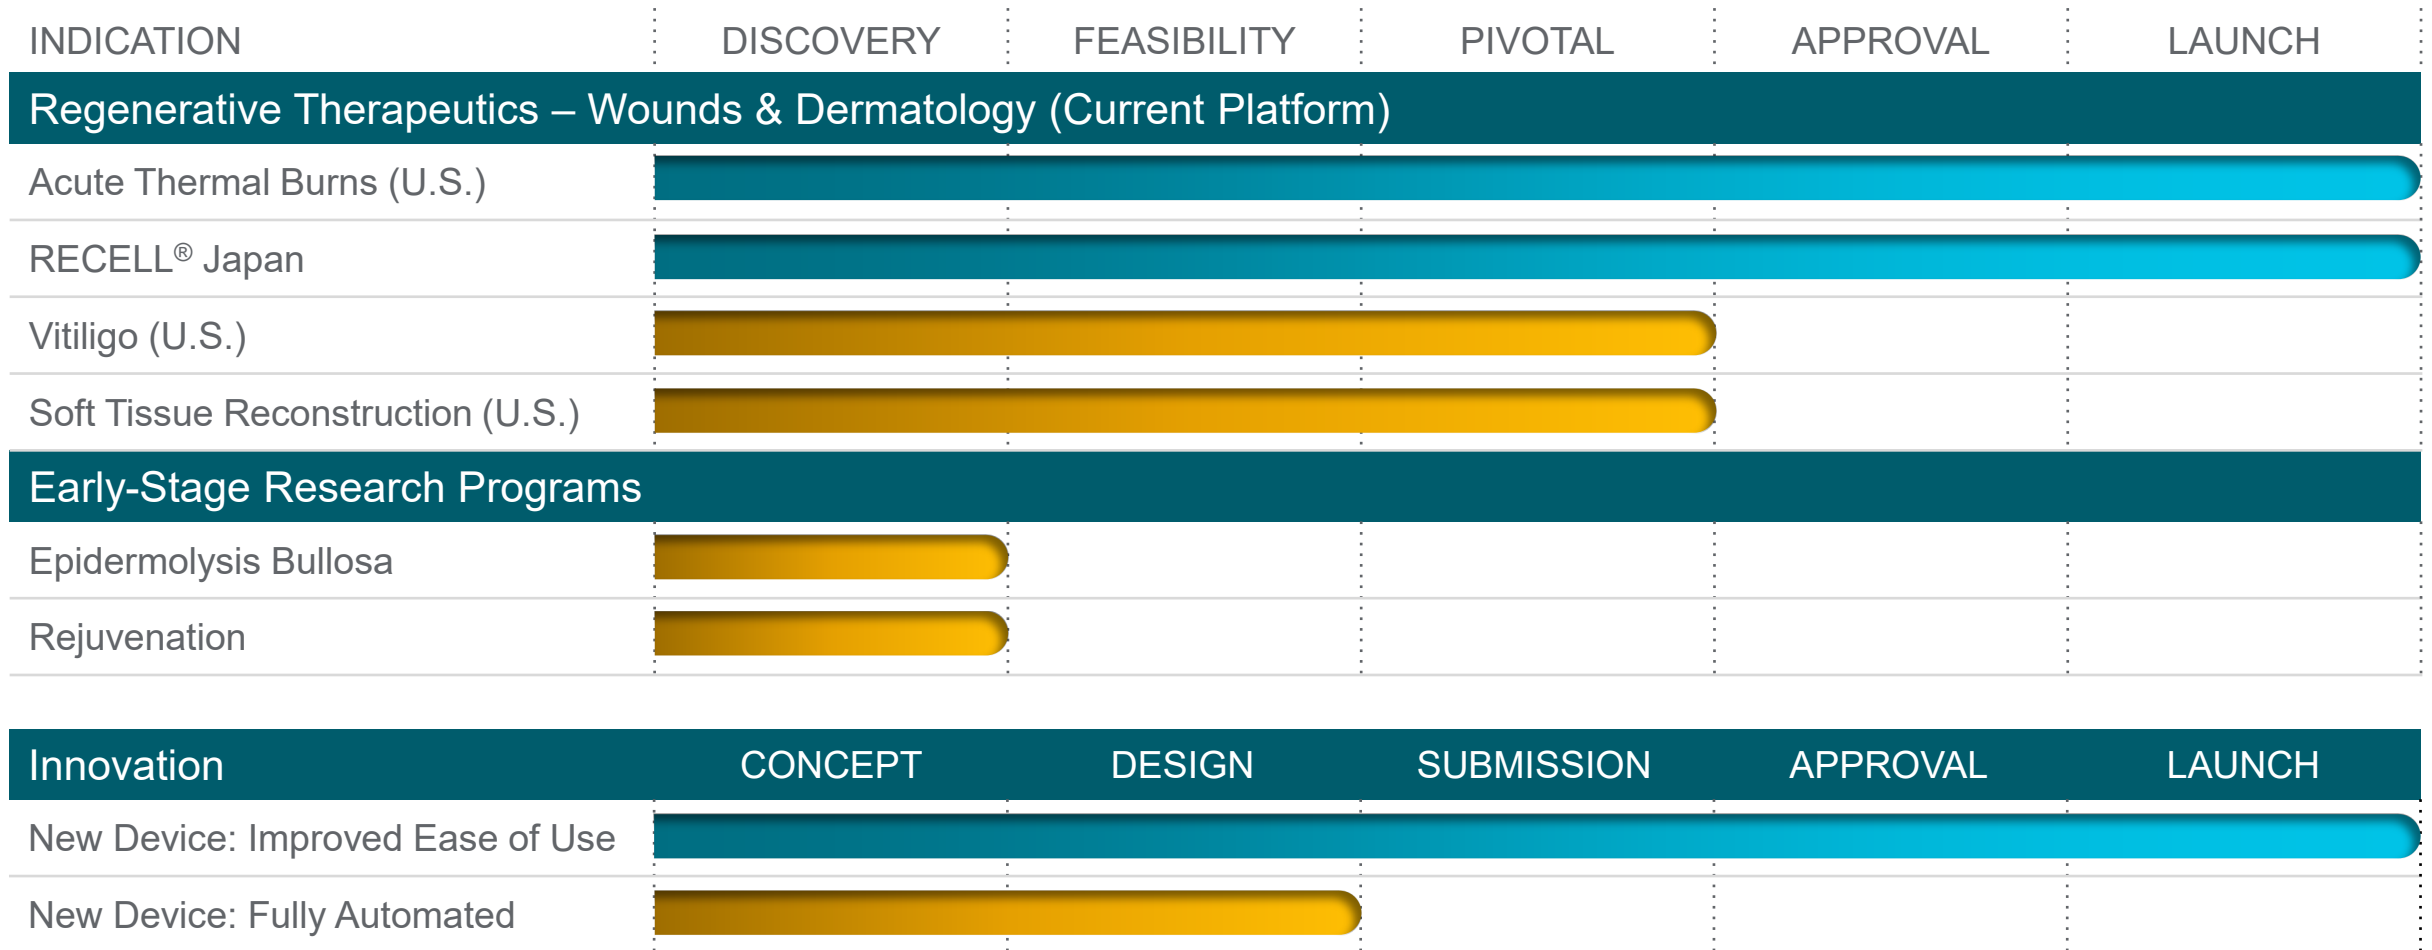 INDICATION DISCOVERY FEASIBILITY PIVOTAL APPROVAL LAUNCH
Regenerative Therapeutics – Wounds & Dermatology (Current Platform)
Acute Thermal Burns (U.S.)
RECELL® Japan
Vitiligo (U.S.)
Soft Tissue Reconstruction (U.S.)
Early-Stage Research Programs
Epidermolysis Bullosa
Rejuvenation
Innovation CONCEPT DESIGN SUBMISSION APPROVAL LAUNCH
New Device: Improved Ease of Use
New Device: Fully Automated